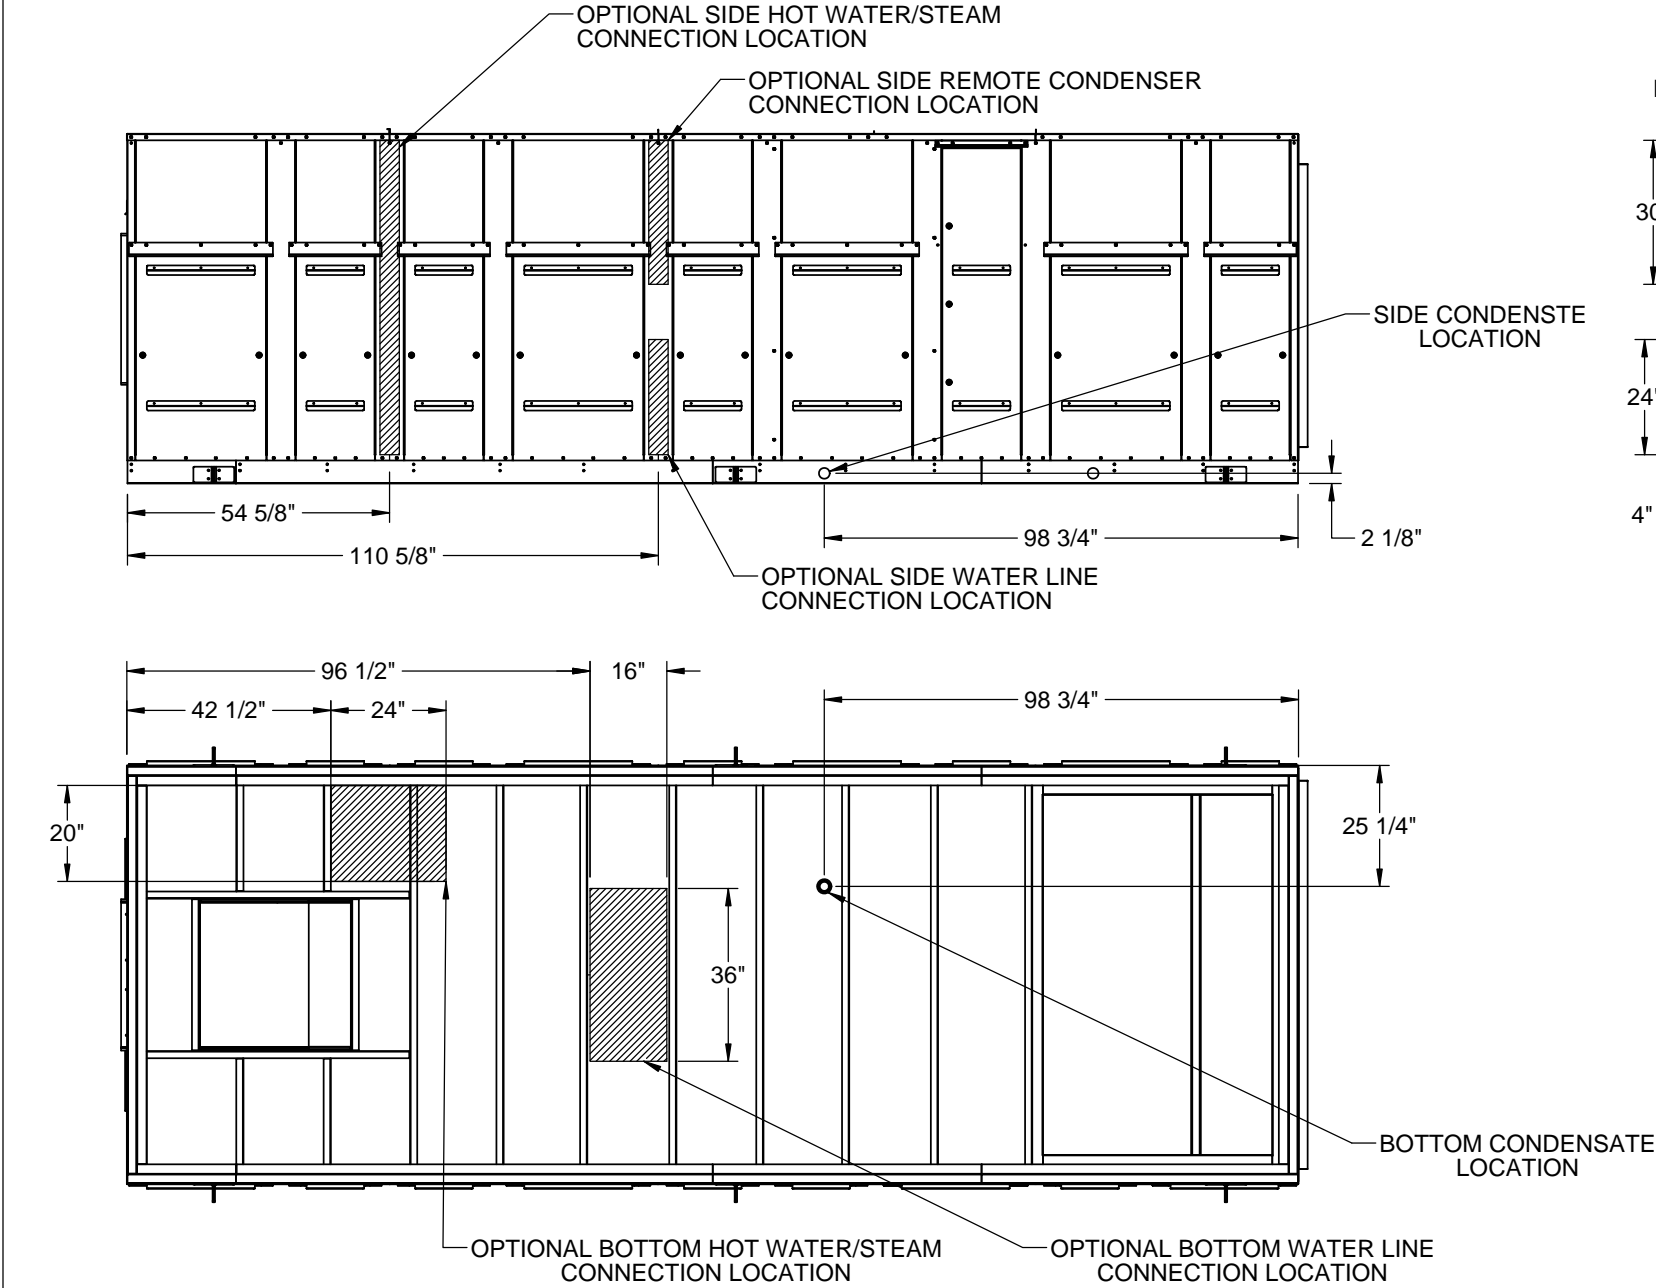 OPTIONAL SIDE HOT WATER/STEAM
CONNECTION LOCATION
OPTIONAL SIDE REMOTE CONDENSER
CONNECTION LOCATION
30
SIDE CONDENSTE
LOCATION
24"
54 5/8"
98 3/4"
2 1/8"
4"
110 5/8"
OPTIONAL SIDE WATER LINE
CONNECTION LOCATION
96 1/2"
16"
42 1/2"
24"
98 3/4"
20"
25 1/4"
36"
BOTTOM CONDENSATE
LOCATION
OPTIONAL BOTTOM HOT WATER/STEAM
CONNECTION LOCATION
OPTIONAL BOTTOM WATER LINE
CONNECTION LOCATION